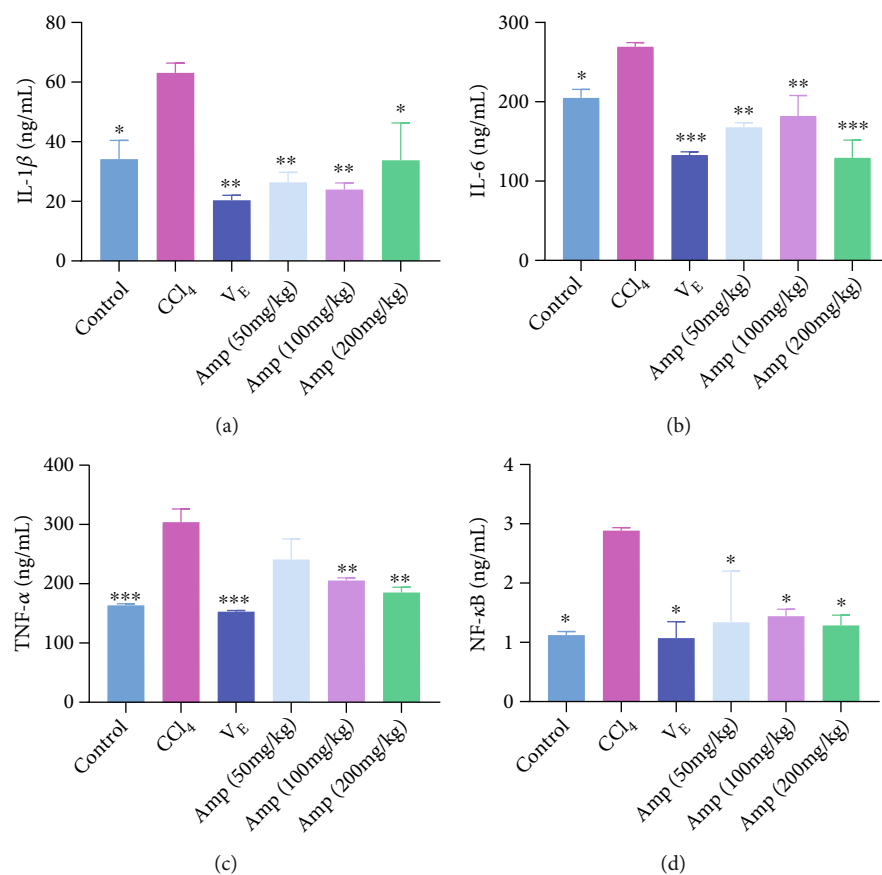 80
60
40
20
0
IL-1β (ng/mL)
*
**
**
**
*
Control
CCl₄
V_E
Amp (50mg/kg)
Amp (100mg/kg)
Amp (200mg/kg)
(a)
300
200
100
0
IL-6 (ng/mL)
*
***
**
**
***
Control
CCl₄
V_E
Amp (50mg/kg)
Amp (100mg/kg)
Amp (200mg/kg)
(b)
400
300
200
100
0
TNF-α (ng/mL)
***
***
**
**
Control
CCl₄
V_E
Amp (50mg/kg)
Amp (100mg/kg)
Amp (200mg/kg)
(c)
4
3
2
1
0
NF-κB (ng/mL)
*
*
*
*
*
Control
CCl₄
V_E
Amp (50mg/kg)
Amp (100mg/kg)
Amp (200mg/kg)
(d)